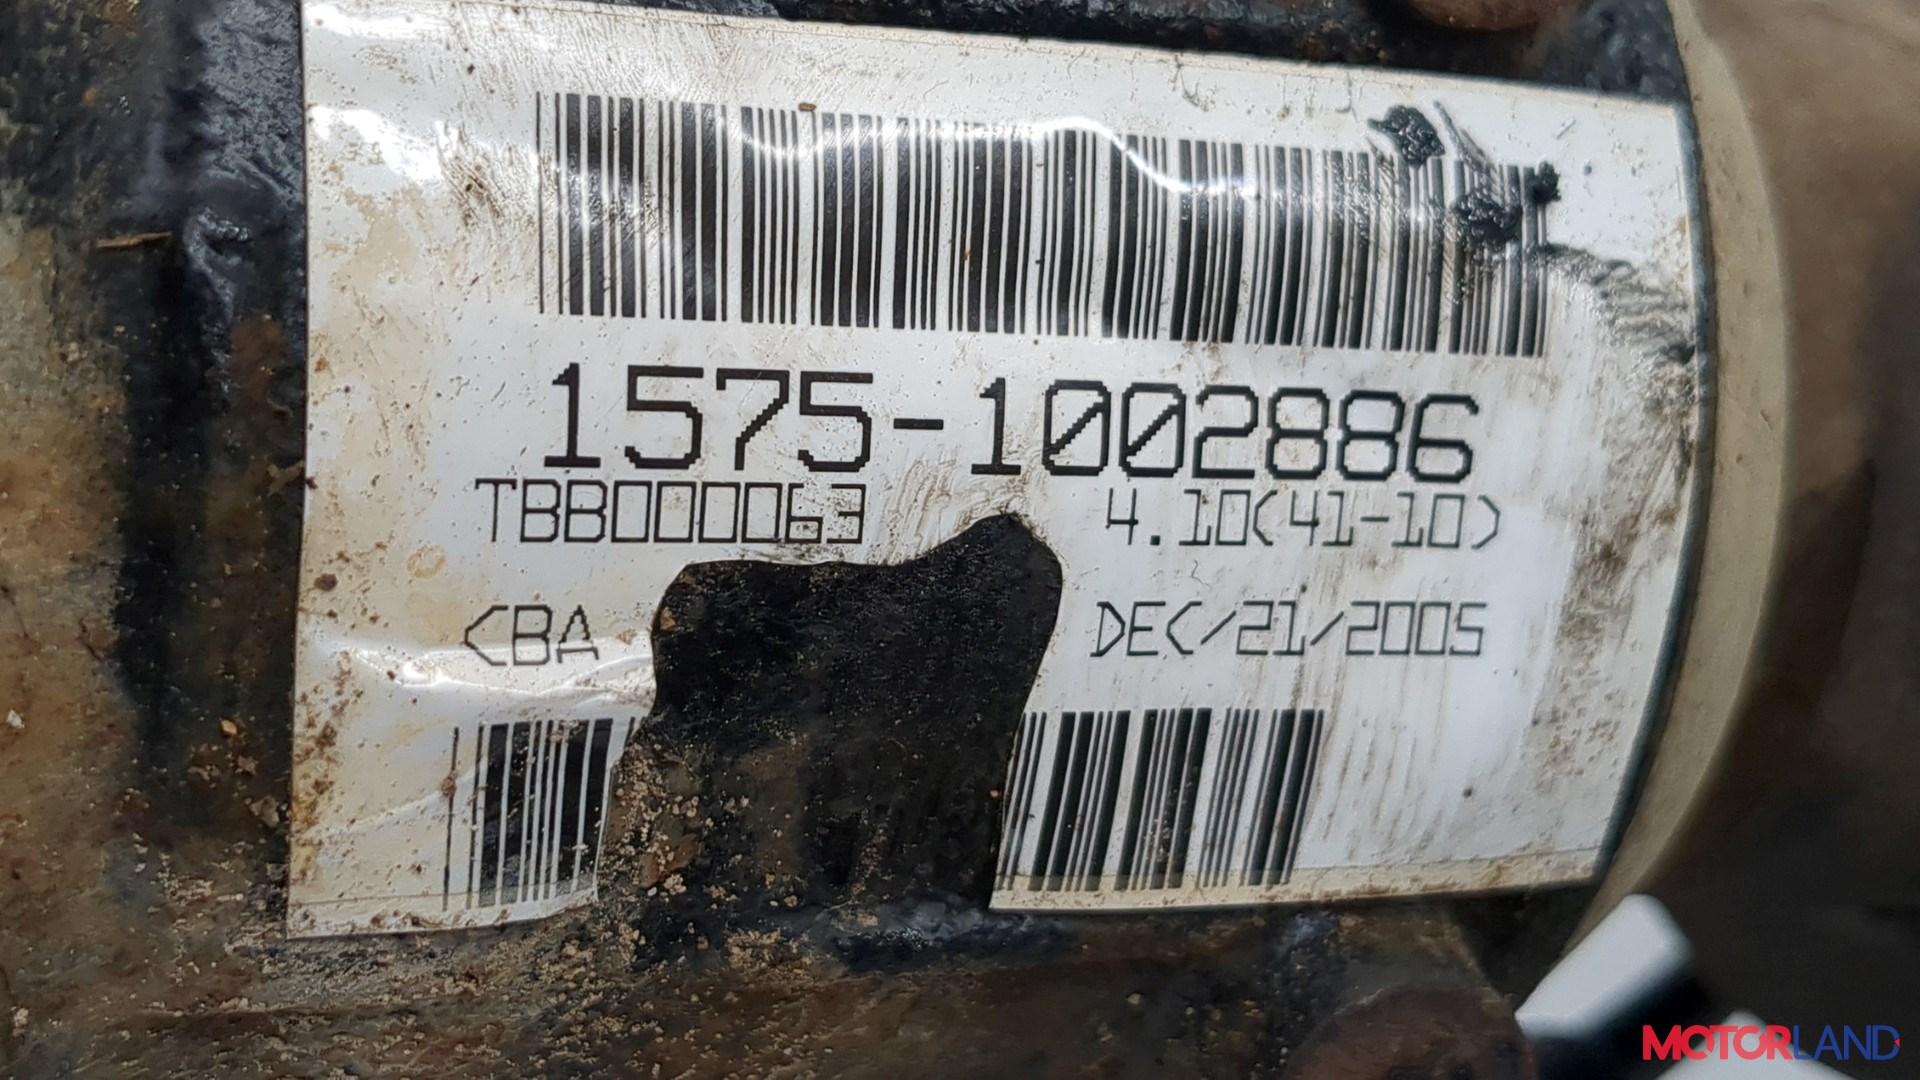 1575-1002886
TBB000063 4.10(41-10)
CBA DEC/21/2005
MOTORLAND